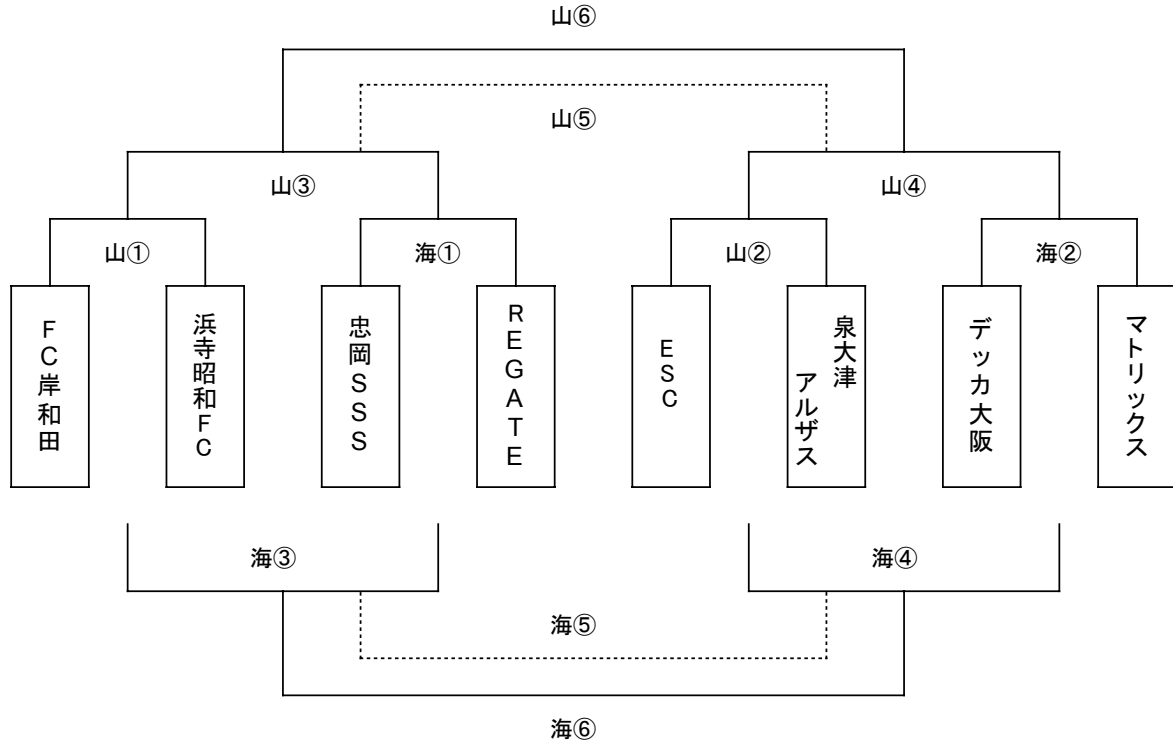 山⑥
山⑤
山③
山④
山①
海①
山②
海②
FC岸和田
浜寺昭和FC
忠岡SSS
REGATE
ESC
泉大津
アルザス
デッカ大阪
マトリックス
海③
海④
海⑤
海⑥